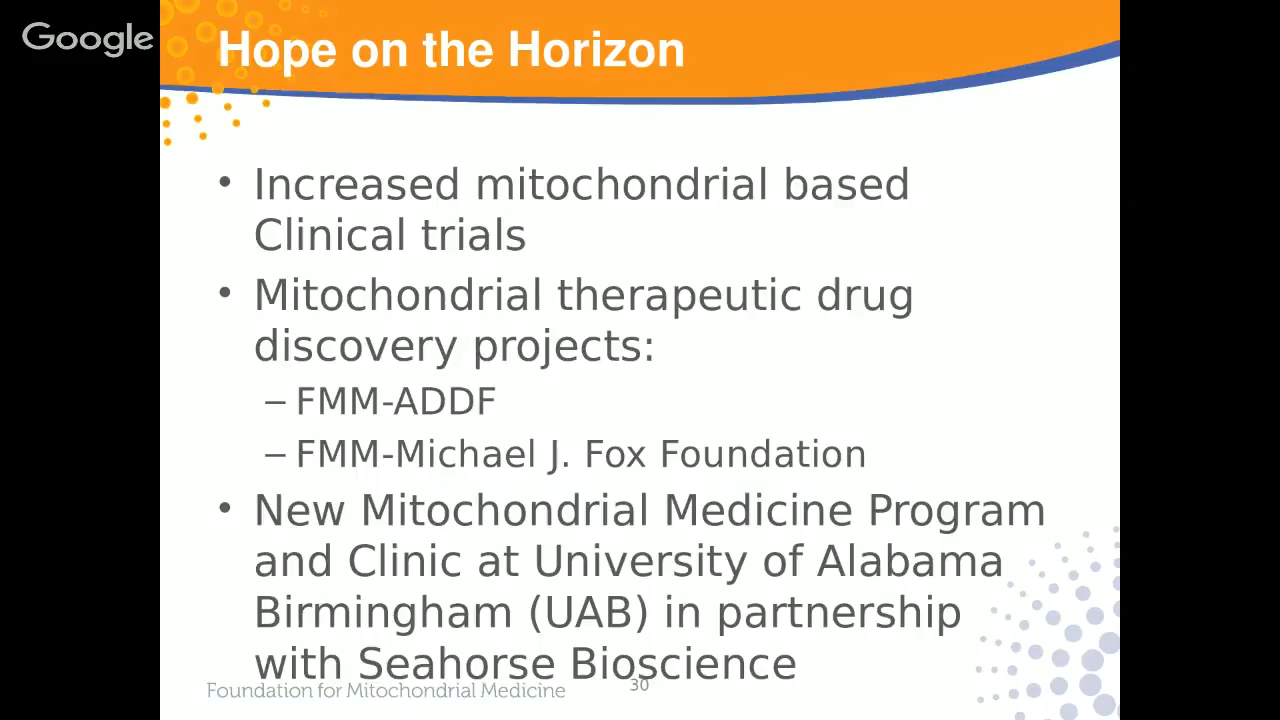 Google
Hope on the Horizon
• Increased mitochondrial based
Clinical trials
• Mitochondrial therapeutic drug
discovery projects:
– FMM-ADDF
– FMM-Michael J. Fox Foundation
• New Mitochondrial Medicine Program
and Clinic at University of Alabama
Birmingham (UAB) in partnership
with Seahorse Bioscience
Foundation for Mitochondrial Medicine
30